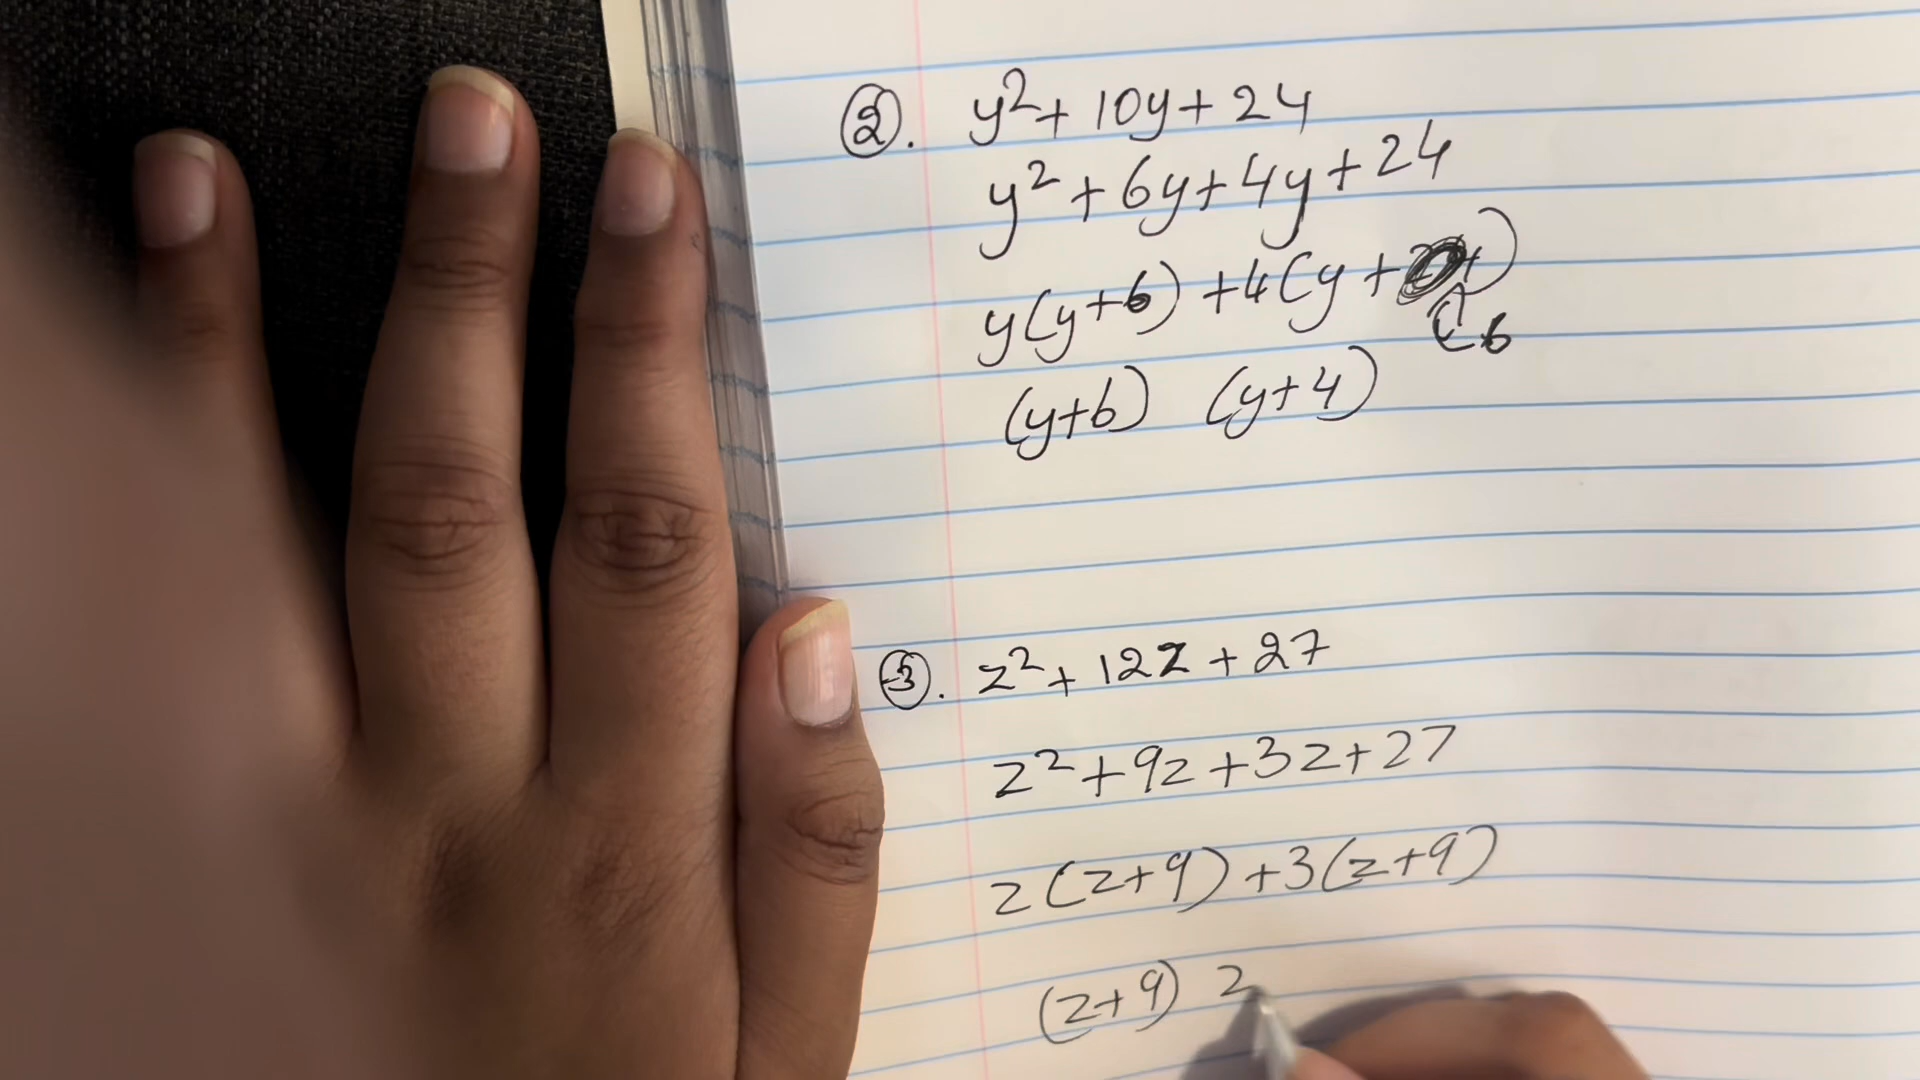 ②. y² + 10y + 24
y² + 6y + 4y + 24
y(y+6) + 4(y + )
6
(y+6) (y+4)
③. z² + 12z + 27
z² + 9z + 3z + 27
z(z+9) + 3(z+9)
(z+9) z